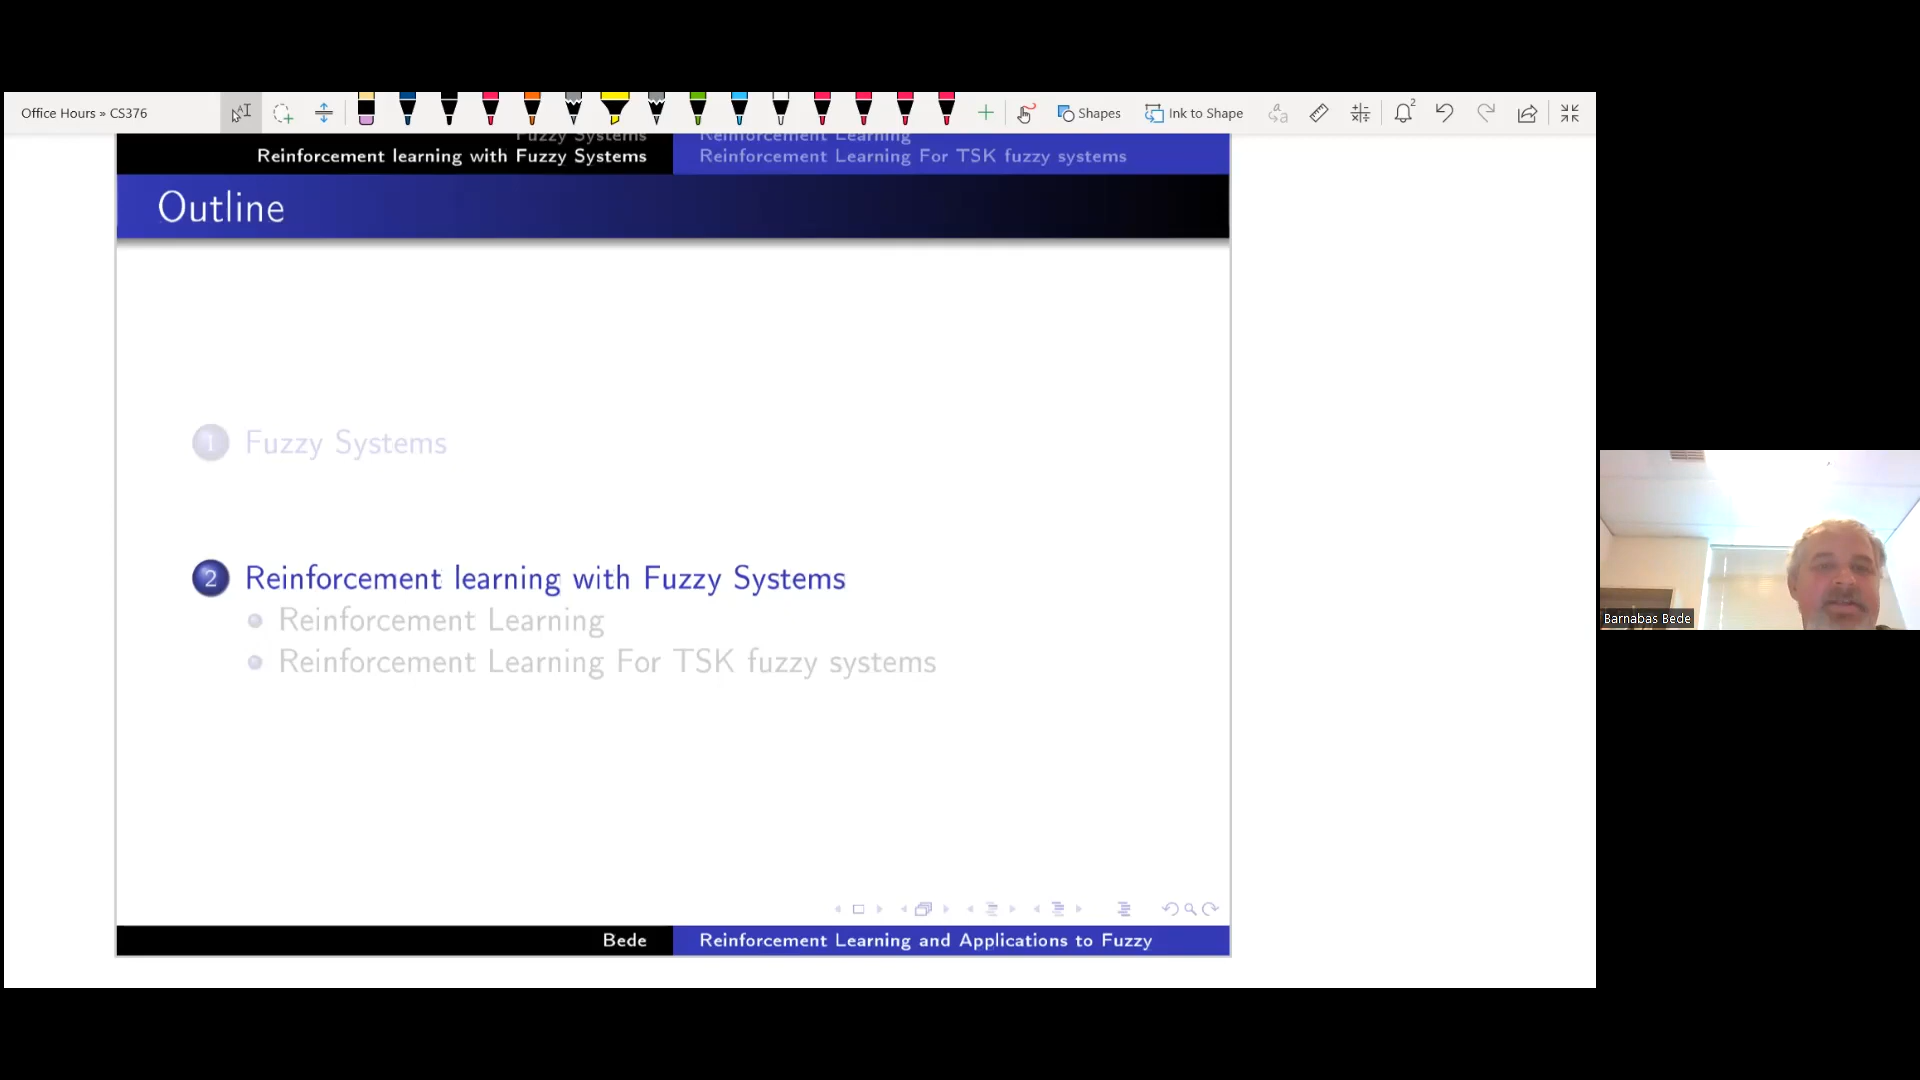 Office Hours » CS376
2
Shapes
Ink to Shape
Fuzzy Systems
Reinforcement Learning
Reinforcement learning with Fuzzy Systems
Reinforcement Learning For TSK fuzzy systems
Outline
1 Fuzzy Systems
2 Reinforcement learning with Fuzzy Systems
Reinforcement Learning
Reinforcement Learning For TSK fuzzy systems
Bede
Reinforcement Learning and Applications to Fuzzy
Barnabas Bede